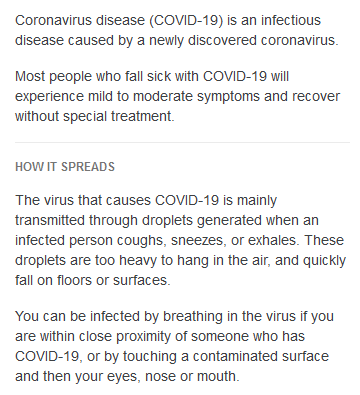 Coronavirus disease (COVID-19) is an infectious
disease caused by a newly discovered coronavirus.
Most people who fall sick with COVID-19 will
experience mild to moderate symptoms and recover
without special treatment.
HOW IT SPREADS
The virus that causes COVID-19 is mainly
transmitted through droplets generated when an
infected person coughs, sneezes, or exhales. These
droplets are too heavy to hang in the air, and quickly
fall on floors or surfaces.
You can be infected by breathing in the virus if you
are within close proximity of someone who has
COVID-19, or by touching a contaminated surface
and then your eyes, nose or mouth.